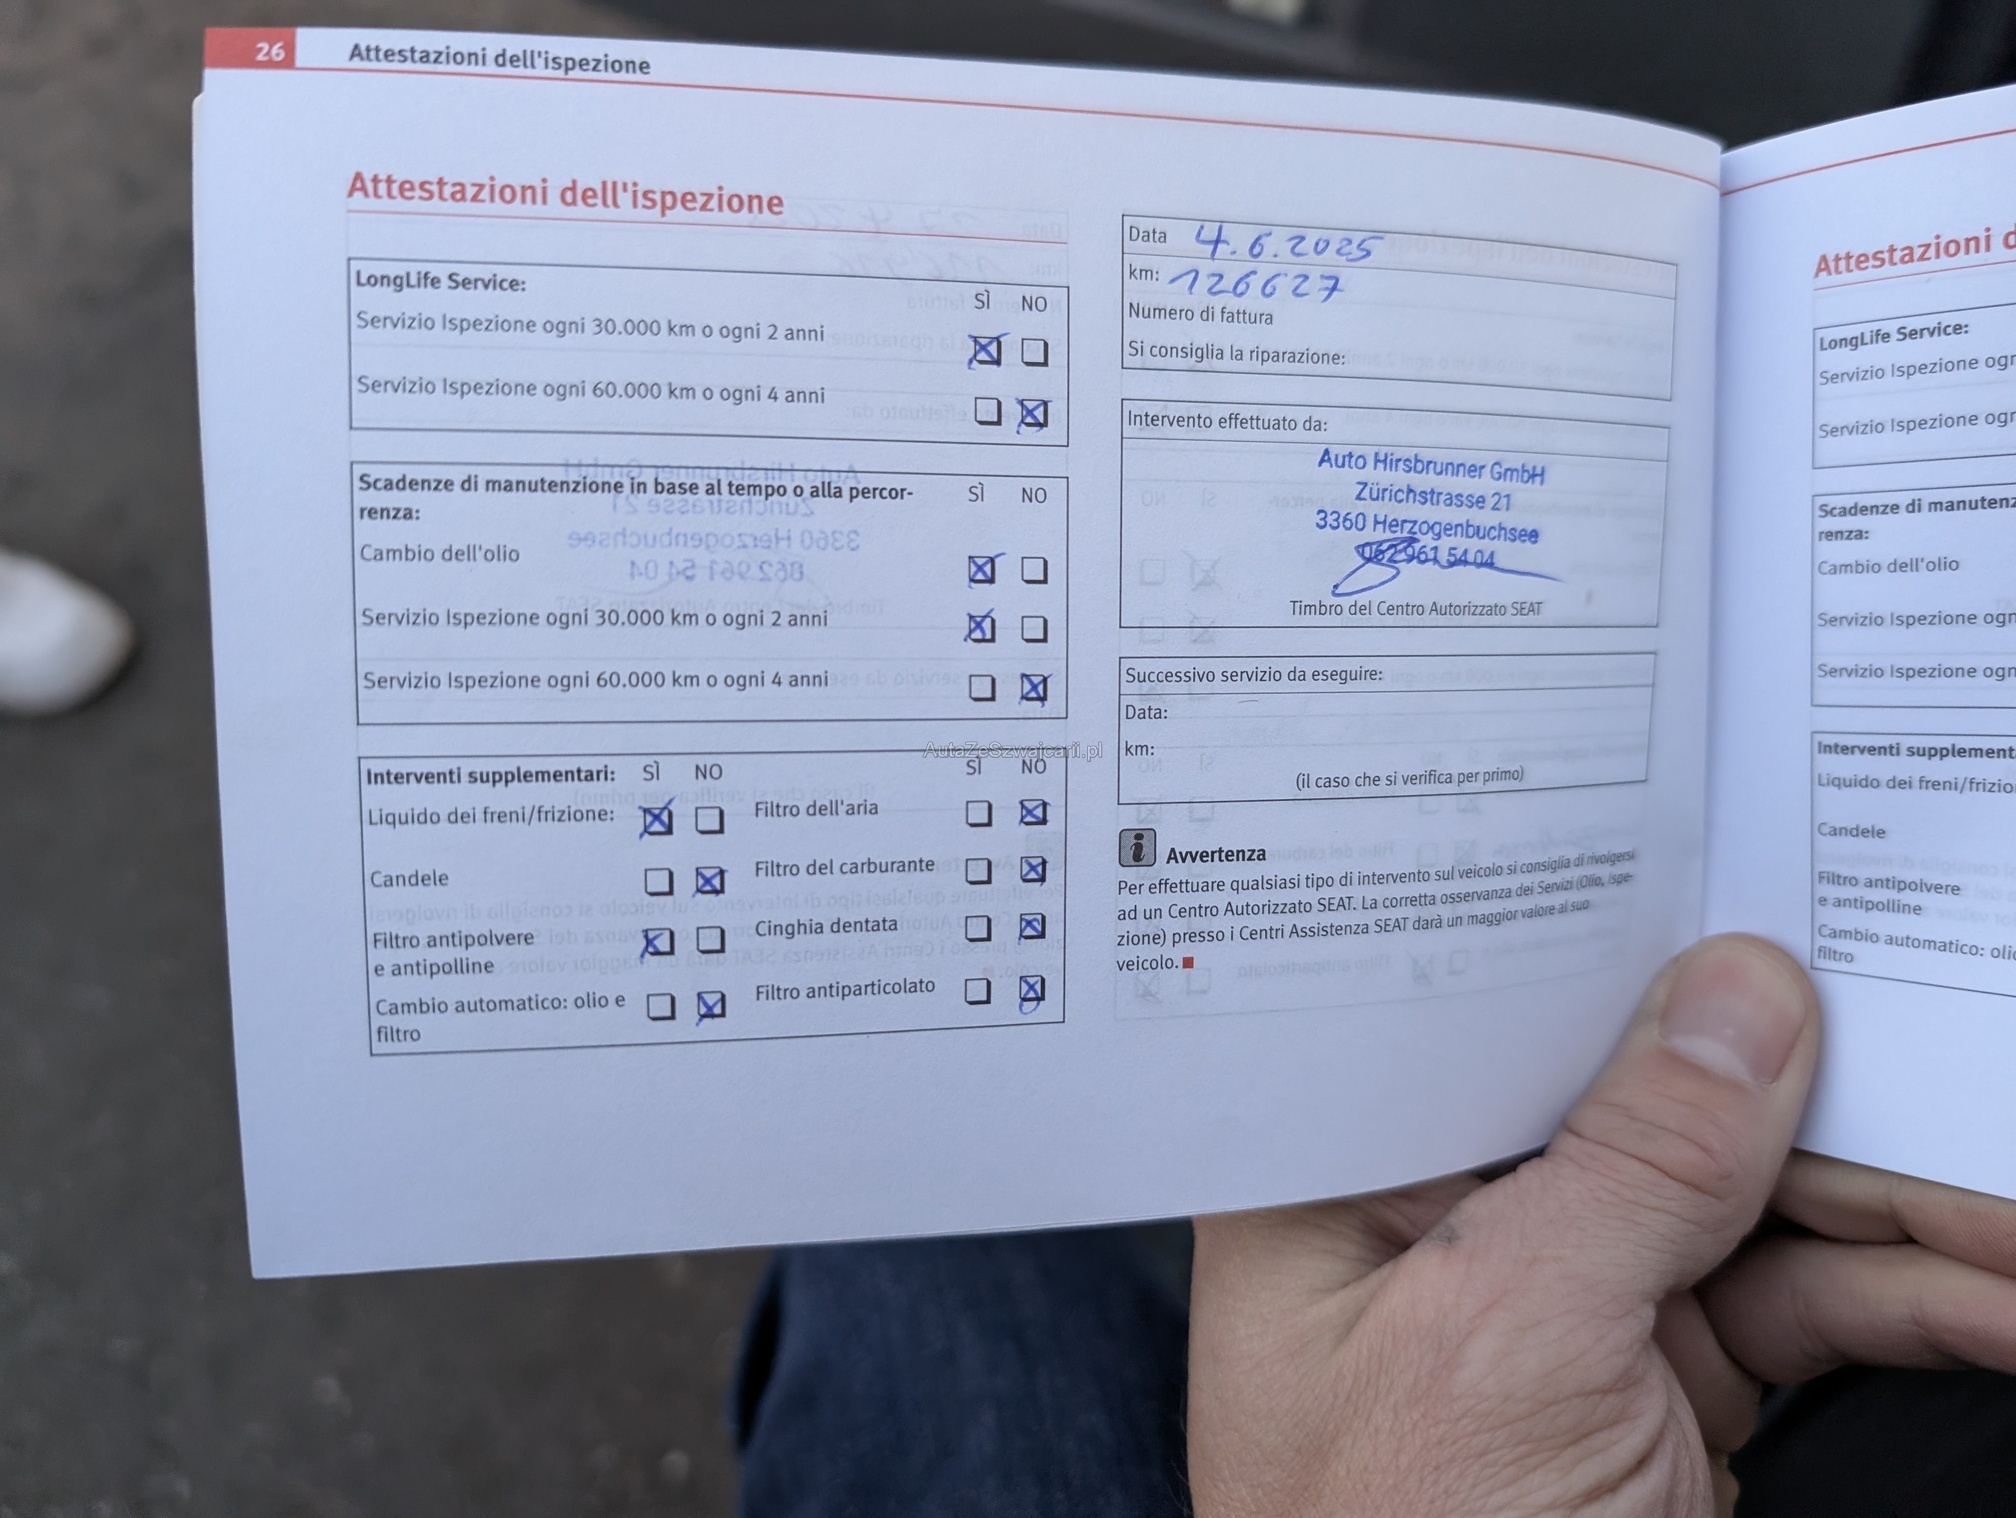 26 Attestazioni dell'ispezione
Attestazioni dell'ispezione
LongLife Service:
SÌ NO
Servizio Ispezione ogni 30.000 km o ogni 2 anni
Servizio Ispezione ogni 60.000 km o ogni 4 anni
Scadenze di manutenzione in base al tempo o alla percor-
renza:
SÌ NO
Cambio dell'olio
Servizio Ispezione ogni 30.000 km o ogni 2 anni
Servizio Ispezione ogni 60.000 km o ogni 4 anni
Interventi supplementari: SÌ NO
SÌ NO
Liquido dei freni/frizione:
Filtro dell'aria
Candele
Filtro del carburante
Filtro antipolvere
e antipolline
Cinghia dentata
Cambio automatico: olio e
filtro
Filtro antiparticolato
Data 4.6.2025
km: 126627
Numero di fattura
Si consiglia la riparazione:
Intervento effettuato da:
Auto Hirsbrunner GmbH
Zürichstrasse 21
3360 Herzogenbuchsee
062 961 54 04
Timbro del Centro Autorizzato SEAT
Successivo servizio da eseguire:
Data:
km:
(il caso che si verifica per primo)
Avvertenza
Per effettuare qualsiasi tipo di intervento sul veicolo si consiglia di rivolgersi
ad un Centro Autorizzato SEAT. La corretta osservanza dei Servizi (Olio, Ispe-
zione) presso i Centri Assistenza SEAT darà un maggior valore al suo
veicolo.
AutaZeSzwajcarii.pl
Attestazioni d
LongLife Service:
Servizio Ispezione ogn
Servizio Ispezione ogn
Scadenze di manutenz
renza:
Cambio dell'olio
Servizio Ispezione ogn
Servizio Ispezione ogn
Interventi supplement
Liquido dei freni/frizio
Candele
Filtro antipolvere
e antipolline
Cambio automatico: oli
filtro